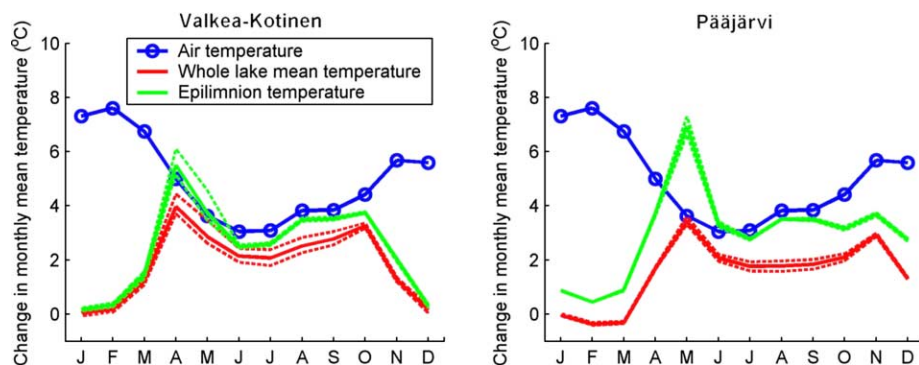 Valkea-Kotinen
Change in monthly mean temperature (°C)
10
8
6
4
2
0
Air temperature
Whole lake mean temperature
Epilimnion temperature
J F M A M J J A S O N D
Pääjärvi
Change in monthly mean temperature (°C)
10
8
6
4
2
0
J F M A M J J A S O N D